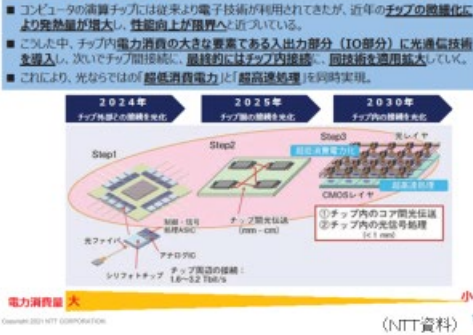 ■ コンピュータの演算チップには従来より電子技術が利用されてきたが、近年のチップの微細化に
より発熱量が増大し、性能向上が限界へと近づいている。
■ こうした中、チップ内電力消費の大きな要素である入出力部分（IO部分）に光通信技術
を導入し、次いでチップ間接続に、最終的にはチップ内接続に、同技術を適用拡大していく。
■ これにより、光ならではの「超低消費電力」と「超高速処理」を同時実現。
2024年
チップ外部との接続を光化
2025年
チップ間の接続を光化
2030年
チップ内の接続を光化
Step1
Step2
Step3
光レイヤ
超低消費電力化
超高速処理
CMOSレイヤ
制御・信号
処理ASIC
チップ間光伝送
(mm - cm)
①チップ内のコア間光伝送
②チップ内の光信号処理
(< 1 mm)
光ファイバ
アナログIC
シリフォトチップ
チップ周辺の接続：
1.6～3.2 Tbit/s
電力消費量 大
小
Copyright 2021 NTT CORPORATION
（NTT資料）